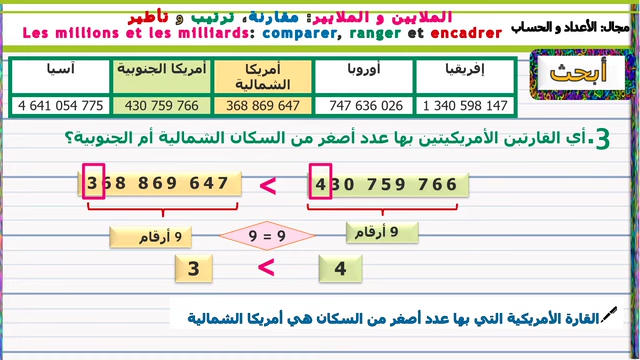 الملايين و الملايير: مقارنة، ترتيب و تأطير
مجال: الأعداد و الحساب
Les millions et les milliards: comparer, ranger et encadrer
أبحث
إفريقيا أوروبا أمريكا الشمالية أمريكا الجنوبية آسيا
1 340 598 147 747 636 026 368 869 647 430 759 766 4 641 054 775
3. أي القارتين الأمريكيتين بها عدد أصغر من السكان الشمالية أم الجنوبية؟
368 869 647 < 430 759 766
9 أرقام 9 = 9 9 أرقام
3 < 4
القارة الأمريكية التي بها عدد أصغر من السكان هي أمريكا الشمالية